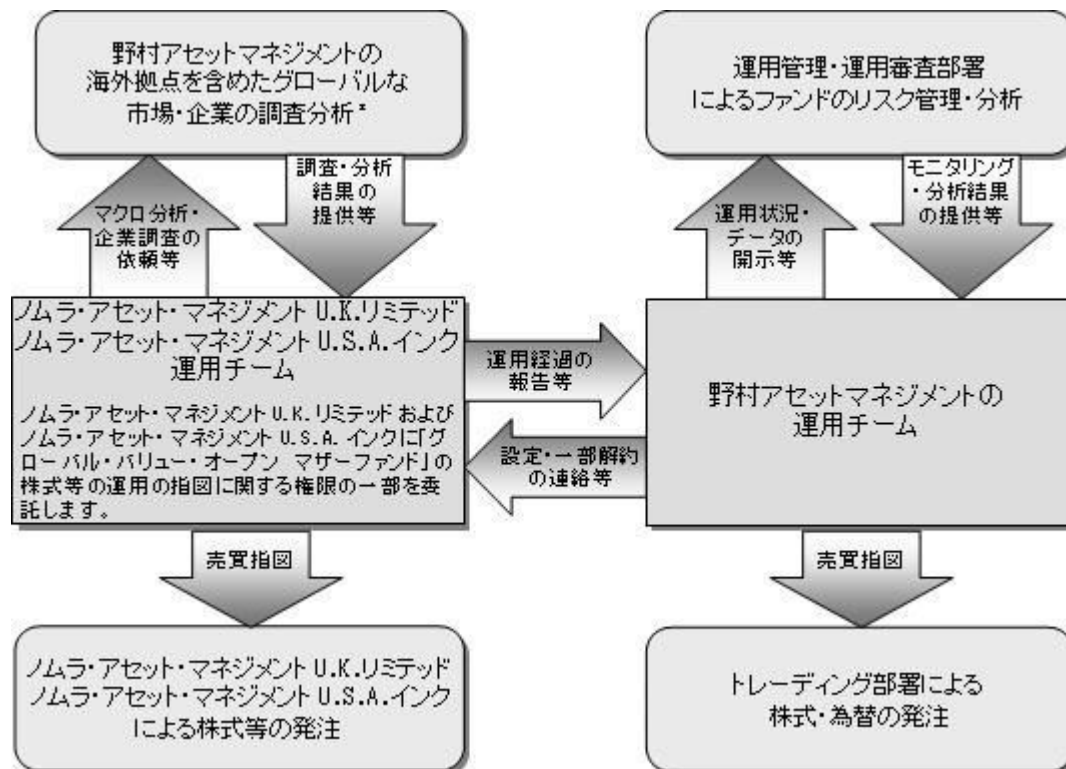 野村アセットマネジメントの
海外拠点を含めたグローバルな
市場・企業の調査分析*
運用管理・運用審査部署
によるファンドのリスク管理・分析
マクロ分析・
企業調査の
依頼等
調査・分析
結果の
提供等
運用状況・
データの
開示等
モニタリング
・分析結果
の提供等
ノムラ・アセット・マネジメント U.K.リミテッド
ノムラ・アセット・マネジメント U.S.A.インク
運用チーム
ノムラ・アセット・マネジメント U.K.リミテッド および
ノムラ・アセット・マネジメント U.S.A.インクに「グ
ローバル・バリュー・オープン マザーファンド」の
株式等の運用の指図に関する権限の一部を委
託します。
運用経過の
報告等
設定・一部解約
の連絡等
野村アセットマネジメントの
運用チーム
売買指図
売買指図
ノムラ・アセット・マネジメント U.K.リミテッド
ノムラ・アセット・マネジメント U.S.A.インク
による株式等の発注
トレーディング部署による
株式・為替の発注